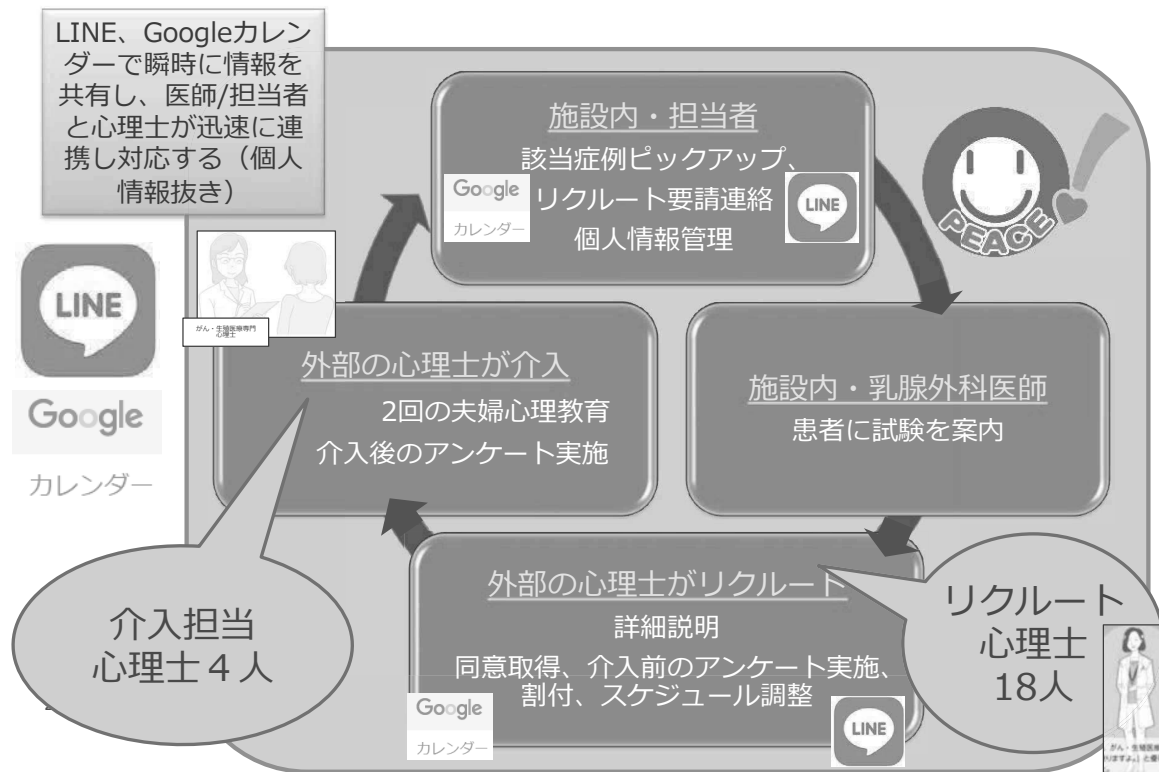 LINE、Googleカレン
ダーで瞬時に情報を
共有し、医師/担当者
と心理士が迅速に連
携し対応する（個人
情報抜き）
施設内・担当者
該当症例ピックアップ、
リクルート要請連絡
個人情報管理
Google
カレンダー
LINE
PEACE
LINE
Google
カレンダー
がん・生殖医療専門
心理士
外部の心理士が介入
2回の夫婦心理教育
介入後のアンケート実施
施設内・乳腺外科医師
患者に試験を案内
外部の心理士がリクルート
詳細説明
同意取得、介入前のアンケート実施、
割付、スケジュール調整
Google
カレンダー
LINE
介入担当
心理士４人
リクルート
心理士
18人